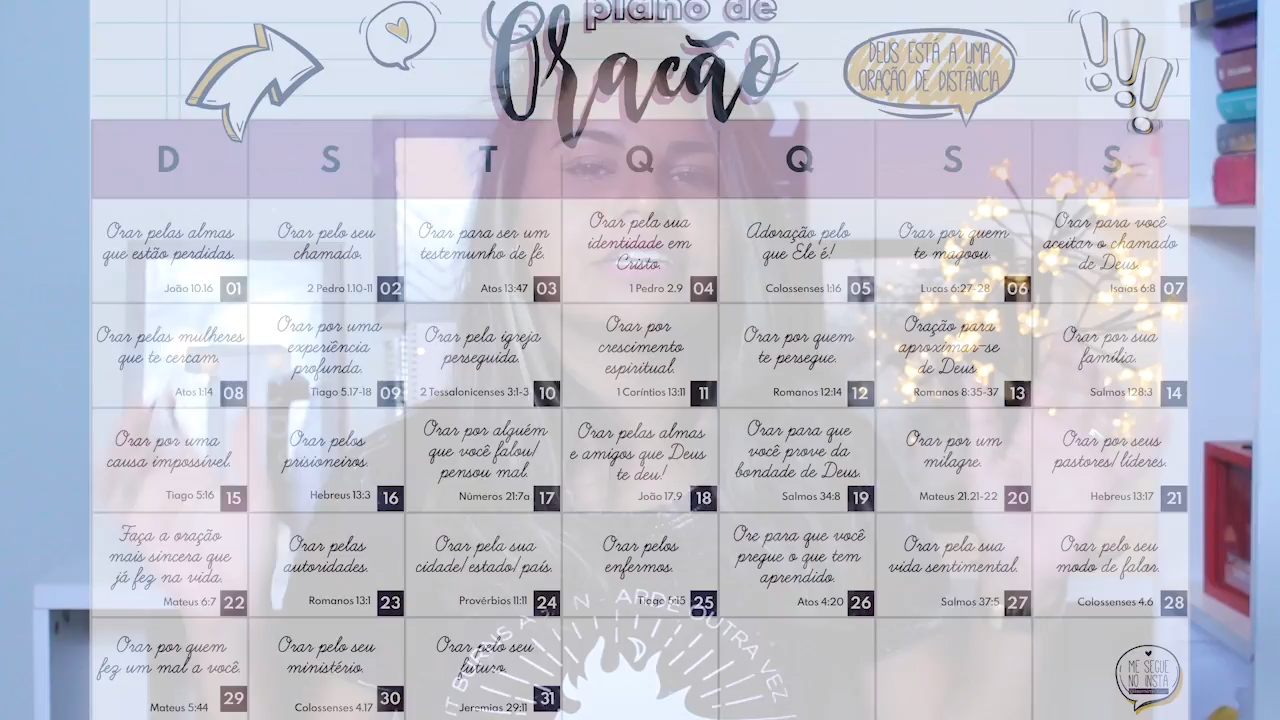 plano de
Oração
DEUS ESTÁ A UMA
ORAÇÃO DE DISTÂNCIA
D S T Q Q S S
Orar pelas almas
que estão perdidas.
João 10.16 01
Orar pelo seu
chamado.
2 Pedro 1.10-11 02
Orar para ser um
testemunho de fé.
Atos 13:47 03
Orar pela sua
identidade em
Cristo.
1 Pedro 2.9 04
Adoração pelo
que Ele é!
Colossenses 1:16 05
Orar por quem
te magoou.
Lucas 6:27-28 06
Orar para você
aceitar o chamado
de Deus.
Isaias 6:8 07
Orar pelas mulheres
que te cercam.
Atos 1:14 08
Orar por uma
experiência
profunda.
Tiago 5.17-18 09
Orar pela igreja
perseguida.
2 Tessalonicenses 3:1-3 10
Orar por
crescimento
espiritual.
1 Coríntios 13:11 11
Orar por quem
te persegue.
Romanos 12:14 12
Oração para
aproximar-se
de Deus.
Romanos 8:35-37 13
Orar por sua
família.
Salmos 128:3 14
Orar por uma
causa impossível.
Tiago 5:16 15
Orar pelos
prisioneiros.
Hebreus 13:3 16
Orar por alguém
que você falou/
pensou mal.
Números 21:7a 17
Orar pelas almas
e amigos que Deus
te deu!
João 17.9 18
Orar para que
você prove da
bondade de Deus.
Salmos 34:8 19
Orar por um
milagre.
Mateus 21.21-22 20
Orar por seus
pastores/líderes.
Hebreus 13:17 21
Faça a oração
mais sincera que
já fez na vida.
Mateus 6:7 22
Orar pelas
autoridades.
Romanos 13:1 23
Orar pela sua
cidade/estado/país.
Provérbios 11:11 24
Orar pelos
enfermos.
Tiago 5:15 25
Ore para que você
pregue o que tem
aprendido.
Atos 4:20 26
Orar pela sua
vida sentimental.
Salmos 37:5 27
Orar pelo seu
modo de falar.
Colossenses 4.6 28
Orar por quem
fez um mal a você.
Mateus 5:44 29
Orar pelo seu
ministério.
Colossenses 4.17 30
Orar pelo seu
futuro.
29:11 31
ARDE OUTRA VEZ
ME SEGUE
NO INSTA